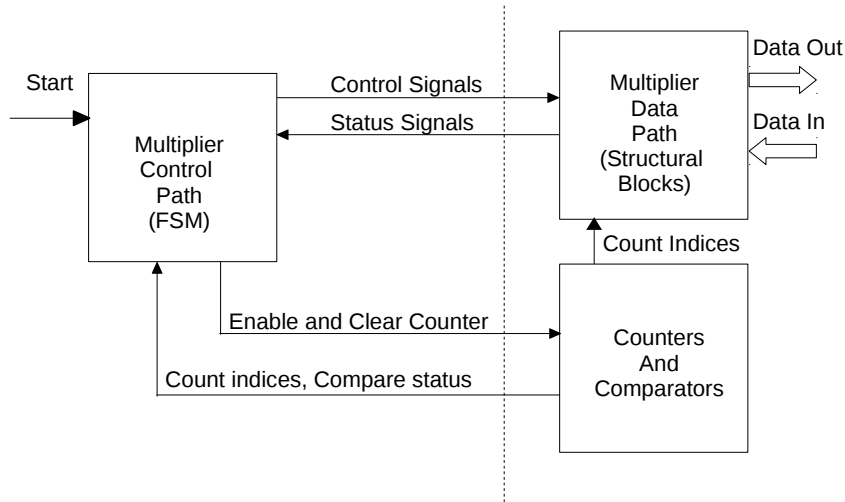 Start
Multiplier
Control
Path
(FSM)
Control Signals
Status Signals
Multiplier
Data
Path
(Structural
Blocks)
Data Out
Data In
Count Indices
Enable and Clear Counter
Count indices, Compare status
Counters
And
Comparators